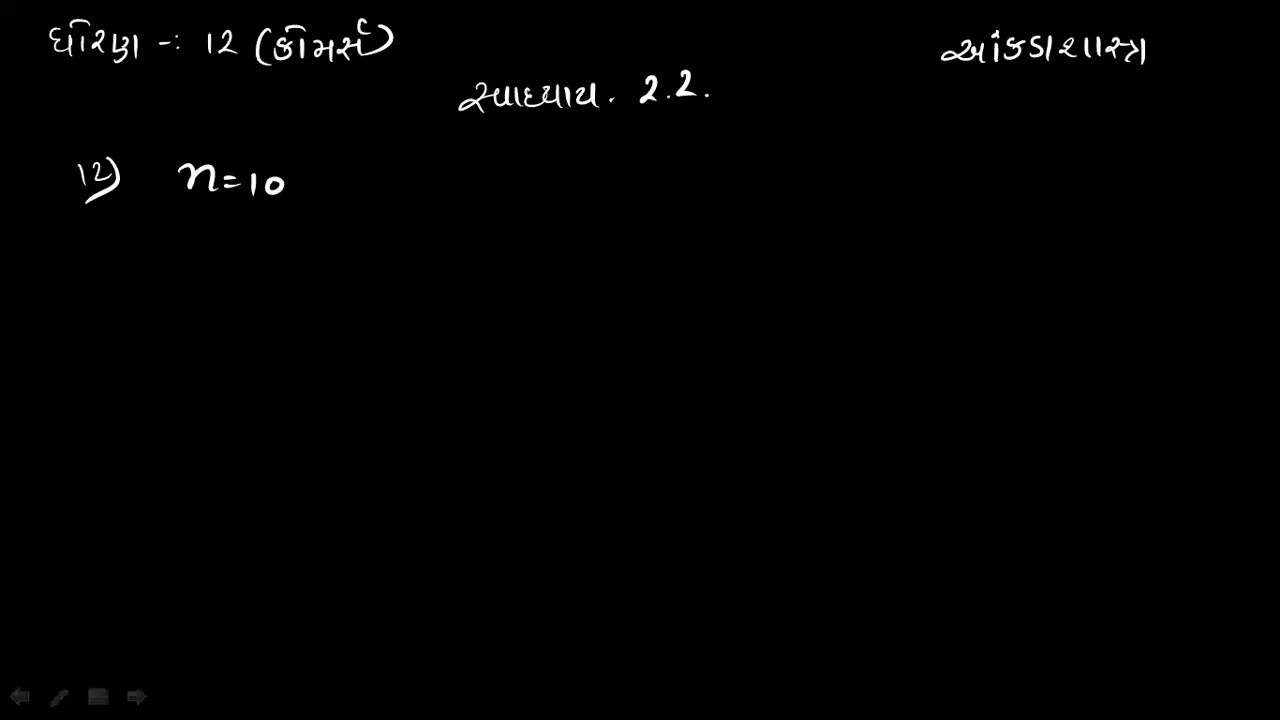 ધોરણ -: 12 (કોમર્સ)
આંકડાશાસ્ત્ર
સ્વાધ્યાય. 2.2.
12) n=10